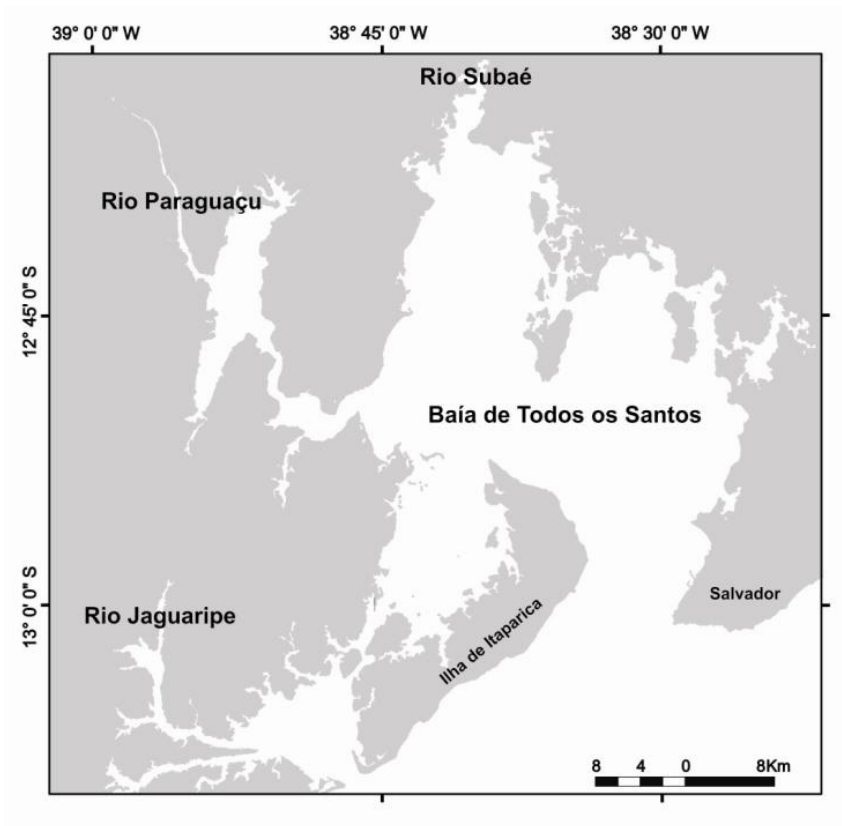 39° 0' 0" W 38° 45' 0" W 38° 30' 0" W
Rio Subaé
Rio Paraguaçu
12° 45' 0" S
Baía de Todos os Santos
Salvador
13° 0' 0" S
Rio Jaguaripe
Ilha de Itaparica
8 4 0 8Km